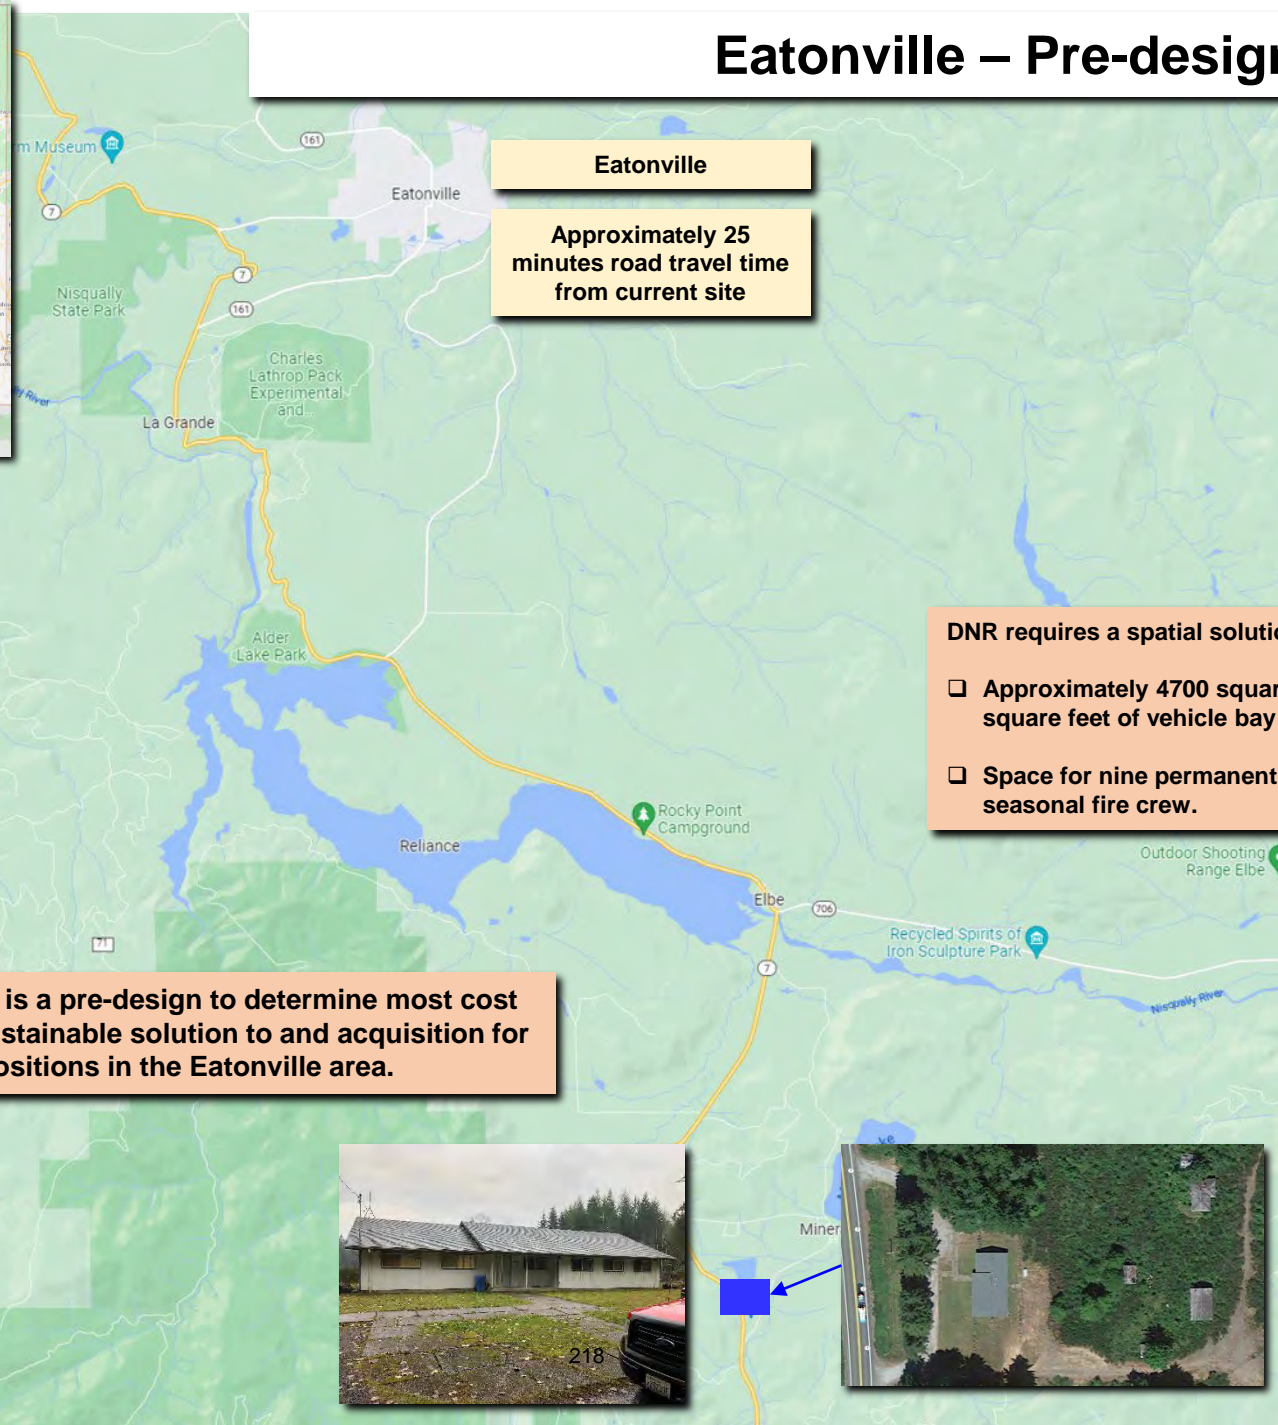 Eatonville – Pre-design
m Museum
161
Eatonville
Eatonville
7
Approximately 25
minutes road travel time
from current site
7
Nisqually
State Park
161
Charles
Lathrop Pack
Experimental
and...
River
La Grande
DNR requires a spatial
Alder
Lake Park
❑ Approximately 4700
square feet of vehicle bay
❑ Space for nine permanent
seasonal fire crew.
Rocky Point
Campground
Reliance
Outdoor Shooting
Range Elbe
Elbe
706
Recycled Spirits of
Iron Sculpture Park
71
7
Nisqually River
is a pre-design to determine most cost
stainable solution to and acquisition for
ositions in the Eatonville area.
ke
Miner
218